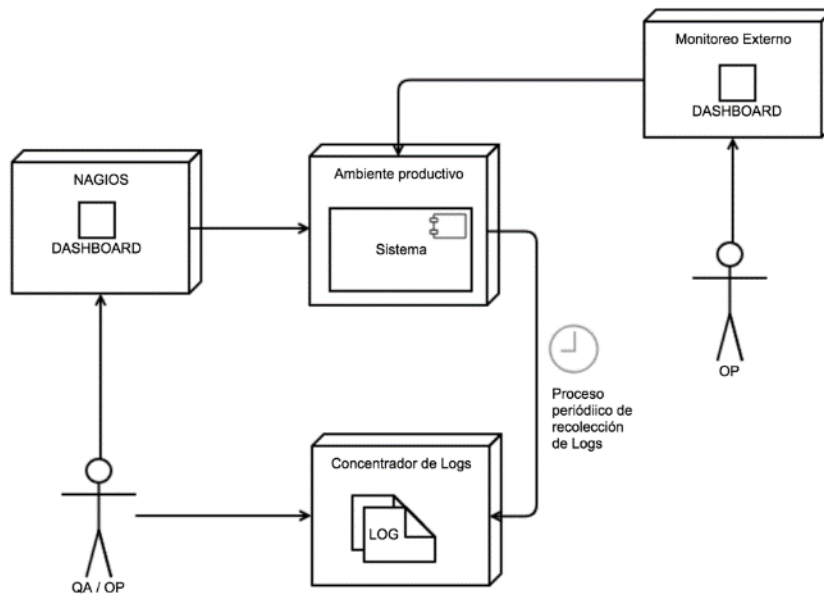 Monitoreo Externo
DASHBOARD
NAGIOS
DASHBOARD
Ambiente productivo
Sistema
OP
Proceso
periódiico de
recolección
de Logs
Concentrador de Logs
LOG
QA / OP